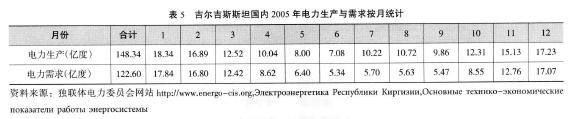 表 5 吉尔吉斯斯坦国内 2005 年电力生产与需求按月统计
月份 合计 1 2 3 4 5 6 7 8 9 10 11 12
电力生产(亿度) 148.34 18.34 16.89 12.52 10.04 8.00 7.08 10.22 10.72 9.86 12.31 15.13 17.23
电力需求(亿度) 122.60 17.84 16.80 12.42 8.62 6.40 5.34 5.70 5.63 5.47 8.55 12.76 17.07
资料来源：独联体电力委员会网站 http://www.energo-cis.org,Электроэнергетика Республики Киргизии,Основные технико-экономические
показатели работы энергосистемы